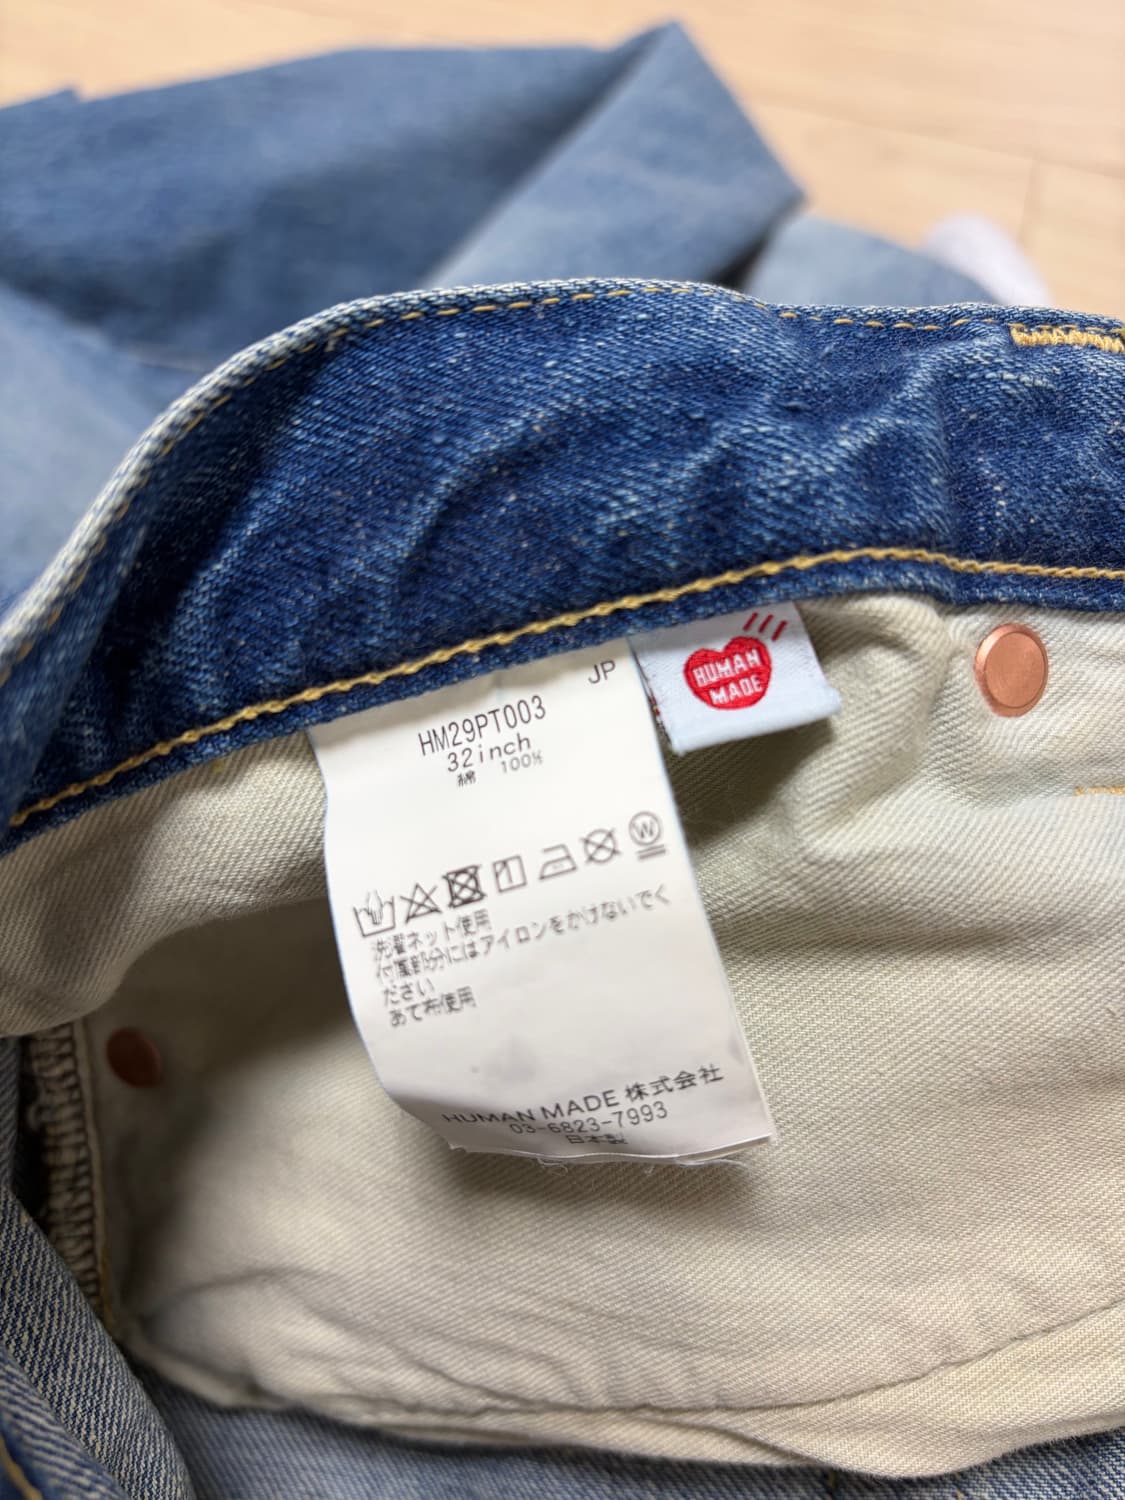 JP
HM29PT003
32inch
綿 100%
W
洗濯ネット使用
付属部分にはアイロンをかけないでく
ださい
あて布使用
HUMAN MADE 株式会社
03-6823-7993
日本製
HUMAN
MADE